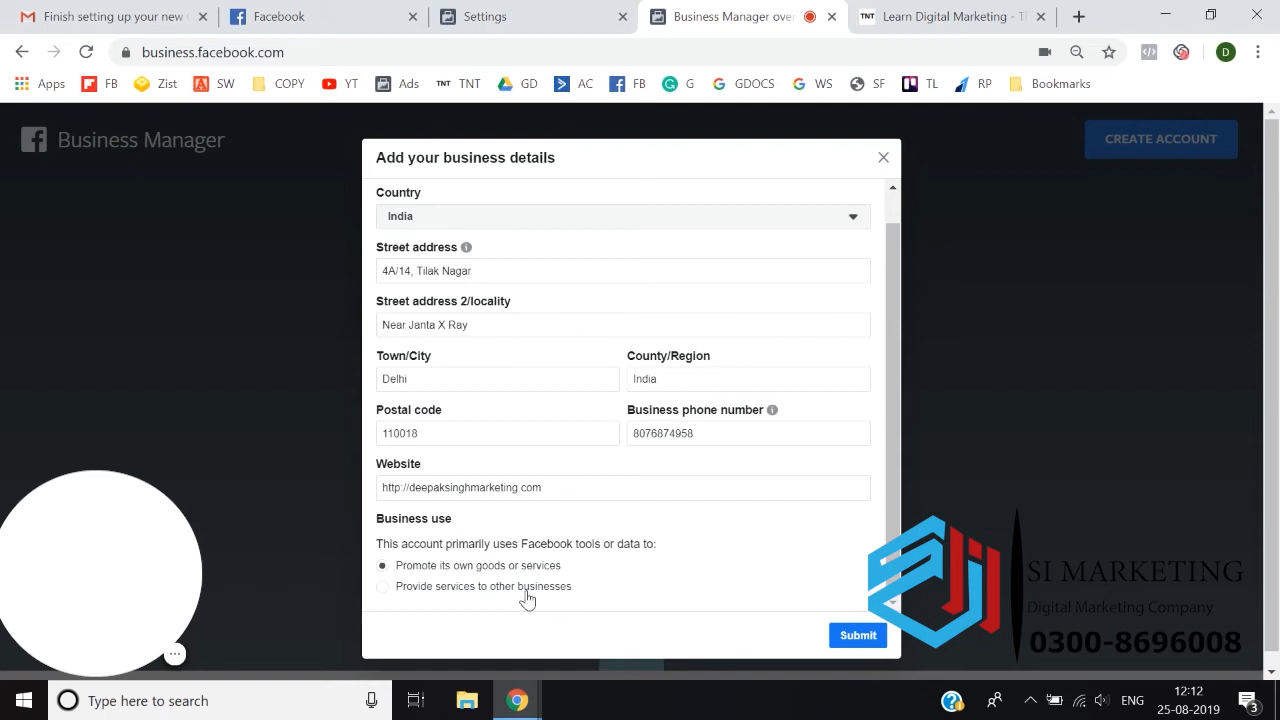 Finish setting up your new
Facebook
Settings
Business Manager over
Learn Digital Marketing - Th
business.facebook.com
D
Apps
FB
Zist
SW
COPY
YT
Ads
TNT
GD
AC
FB
G
GDOCS
WS
SF
TL
RP
Bookmarks
Business Manager
CREATE ACCOUNT
Add your business details
Country
India
Street address
4A/14, Tilak Nagar
Street address 2/locality
Near Janta X Ray
Town/City
County/Region
Delhi
India
Postal code
Business phone number
110018
8076874958
Website
http://deepaksinghmarketing.com
Business use
This account primarily uses Facebook tools or data to:
Promote its own goods or services
Provide services to other businesses
Submit
SI MARKETING
Digital Marketing Company
0300-8696008
Type here to search
ENG
12:12
25-08-2019
3